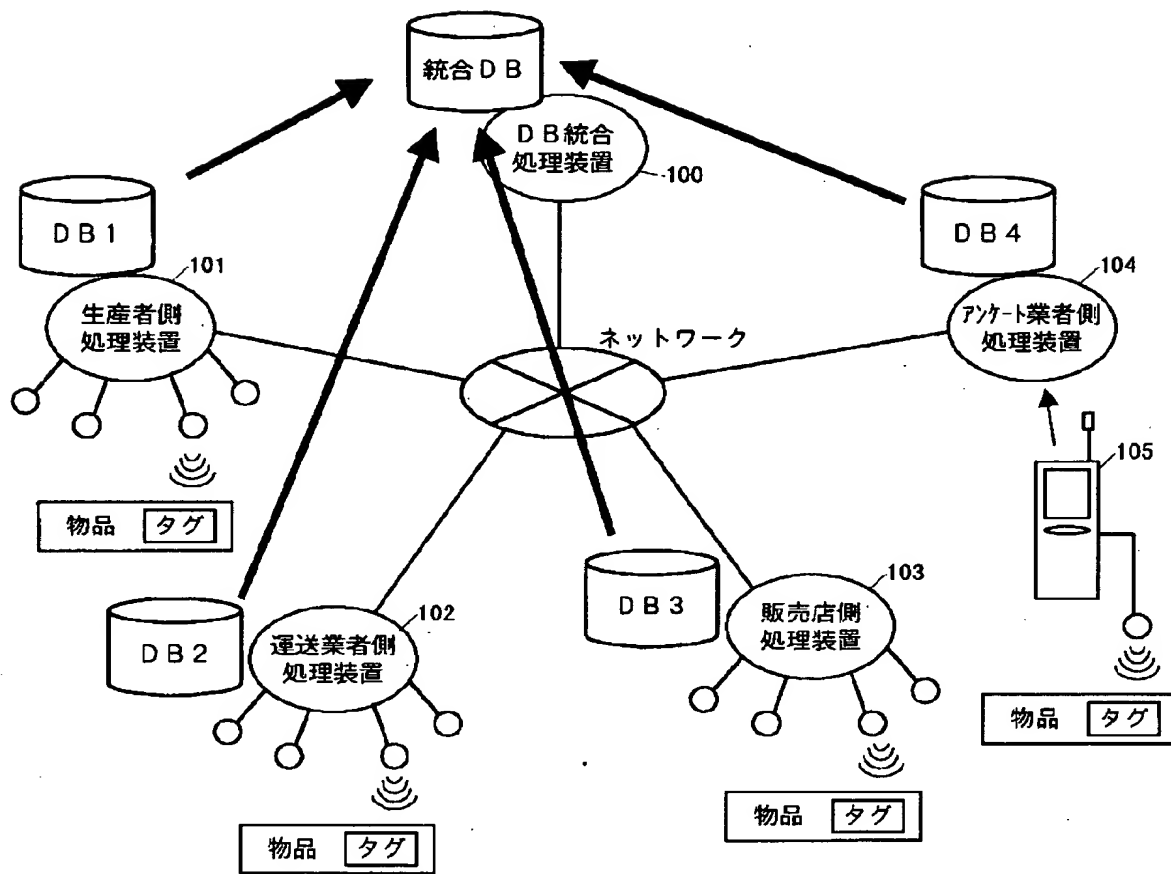 統合DB
DB統合
処理装置
100
DB1
101
生産者側
処理装置
DB4
104
アンケート業者側
処理装置
ネットワーク
105
物品 タグ
DB2
102
運送業者側
処理装置
DB3
103
販売店側
処理装置
物品 タグ
物品 タグ
物品 タグ